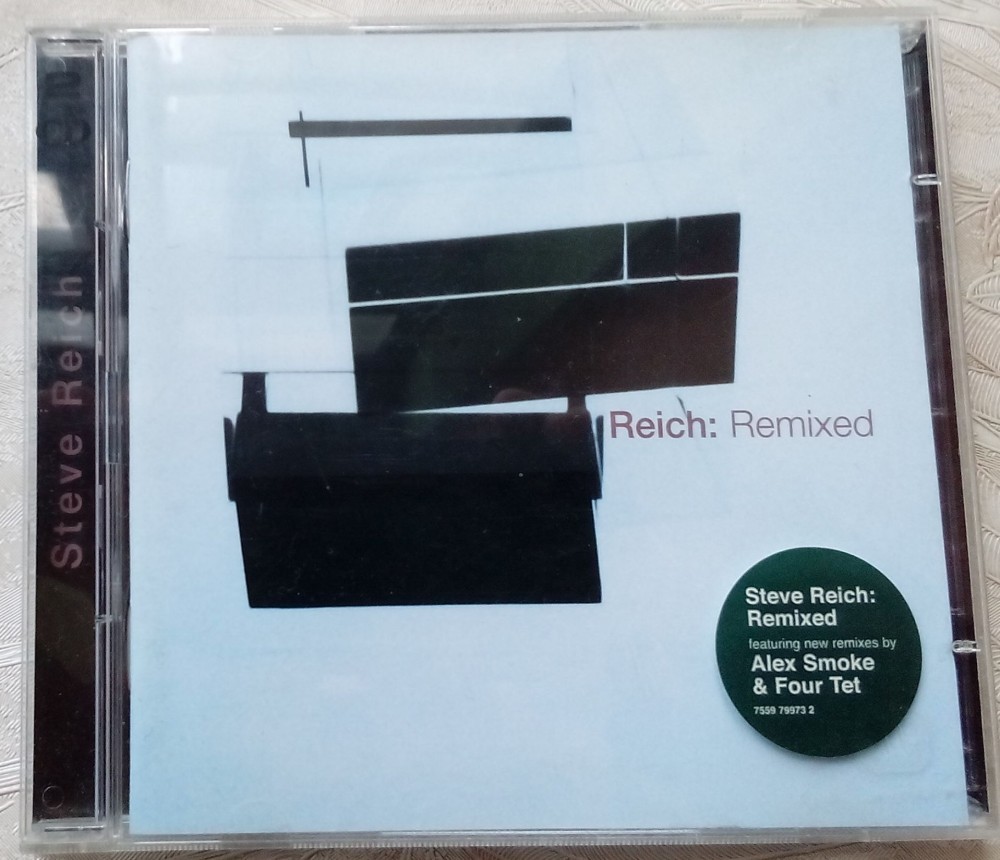 Steve Reich
Reich: Remixed
Steve Reich:
Remixed
featuring new remixes by
Alex Smoke
& Four Tet
7559 79973 2